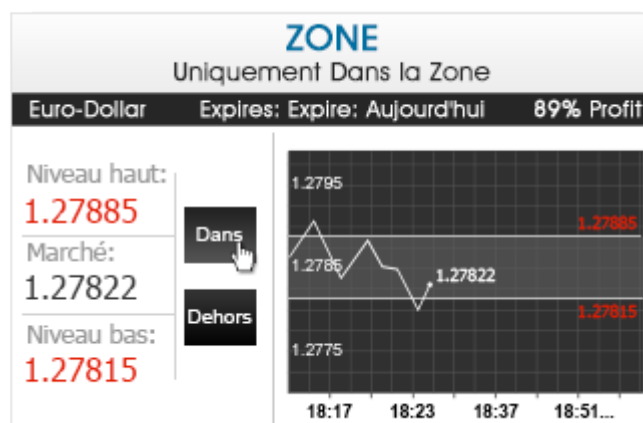 ZONE
Uniquement Dans la Zone
Euro-Dollar Expires: Expire: Aujourd'hui 89% Profit
Niveau haut:
1.27885
Marché:
1.27822
Niveau bas:
1.27815
Dans
Dehors
1.2795
1.27885
1.2785
1.27822
1.27815
1.2775
18:17 18:23 18:37 18:51...